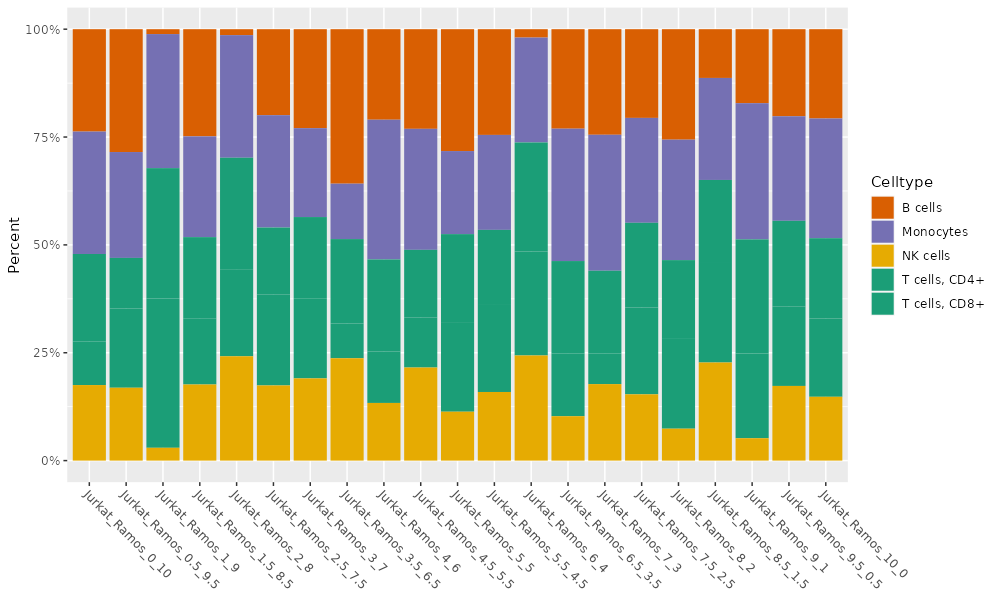 100%
75%
50%
25%
0%
Percent
Jurkat_Ramos_0_10
Jurkat_Ramos_0.5_9.5
Jurkat_Ramos_1_9
Jurkat_Ramos_1.5_8.5
Jurkat_Ramos_2_8
Jurkat_Ramos_2.5_7.5
Jurkat_Ramos_3_7
Jurkat_Ramos_3.5_6.5
Jurkat_Ramos_4_6
Jurkat_Ramos_4.5_5.5
Jurkat_Ramos_5_5
Jurkat_Ramos_5.5_4.5
Jurkat_Ramos_6_4
Jurkat_Ramos_6.5_3.5
Jurkat_Ramos_7_3
Jurkat_Ramos_7.5_2.5
Jurkat_Ramos_8_2
Jurkat_Ramos_8.5_1.5
Jurkat_Ramos_9_1
Jurkat_Ramos_9.5_0.5
Jurkat_Ramos_10_0
Celltype
B cells
Monocytes
NK cells
T cells, CD4+
T cells, CD8+